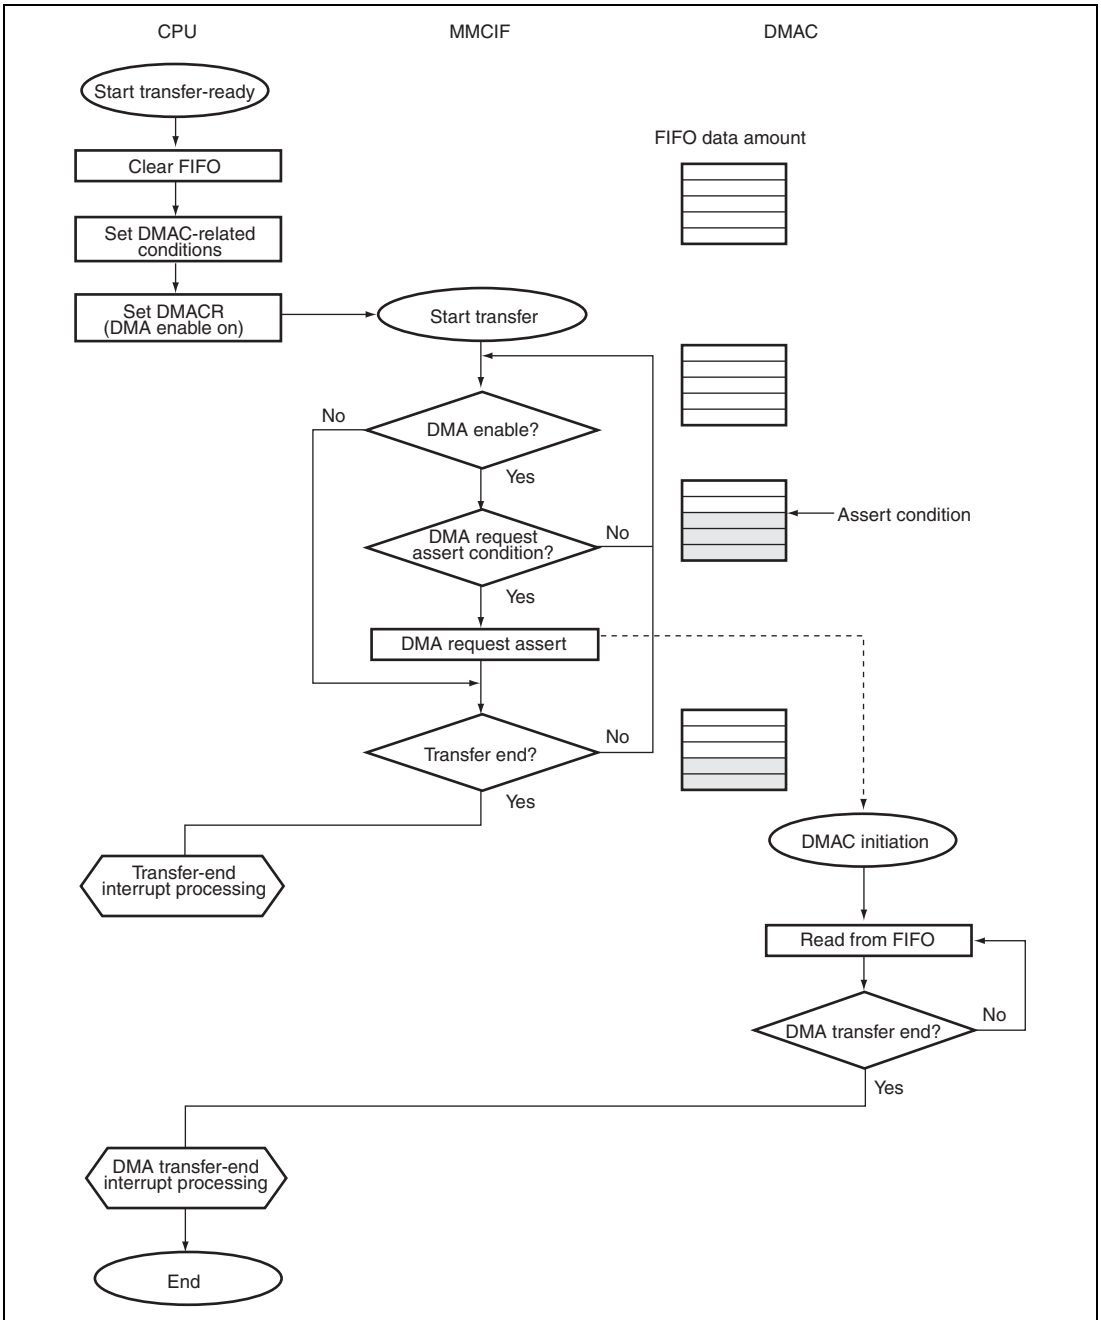 CPU
MMCIF
DMAC
Start transfer-ready
FIFO data amount
Clear FIFO
Set DMAC-related
conditions
Set DMACR
(DMA enable on)
Start transfer
No
DMA enable?
Yes
Assert condition
DMA request
assert condition?
No
Yes
DMA request assert
Transfer end?
No
Yes
DMAC initiation
Transfer-end
interrupt processing
Read from FIFO
DMA transfer end?
No
Yes
DMA transfer-end
interrupt processing
End